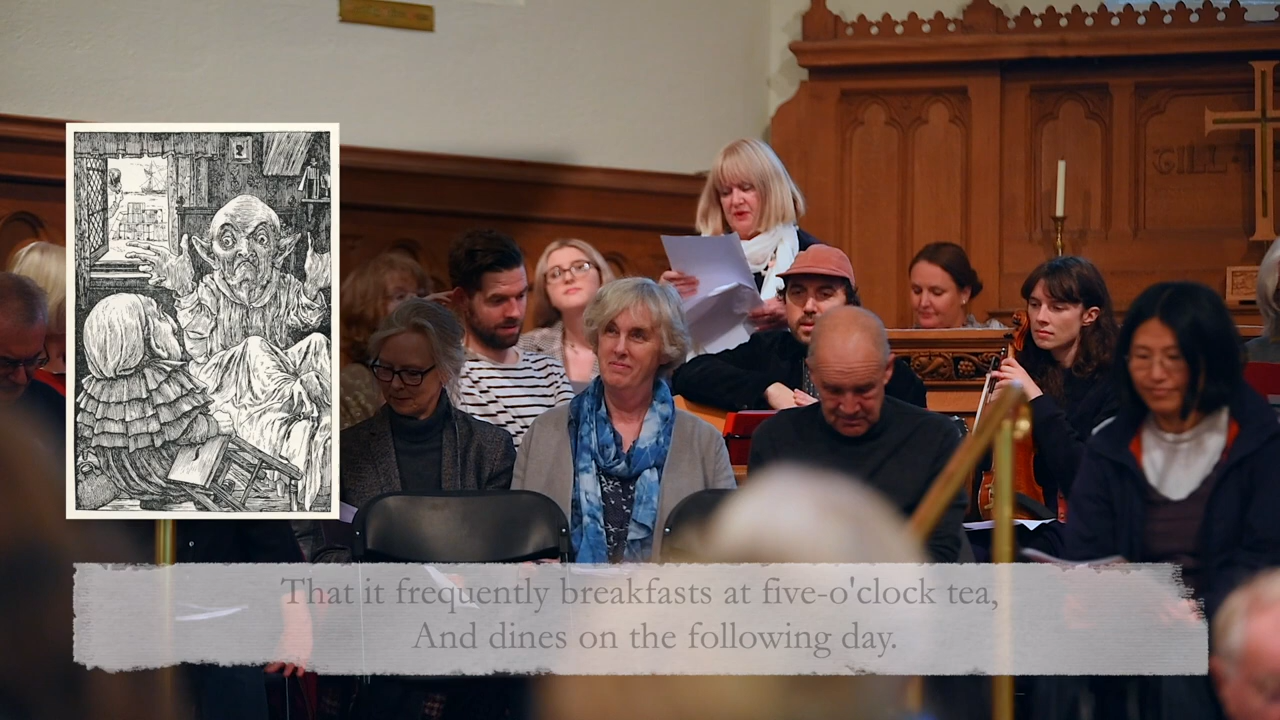 That it frequently breakfasts at five-o'clock tea,
And dines on the following day.